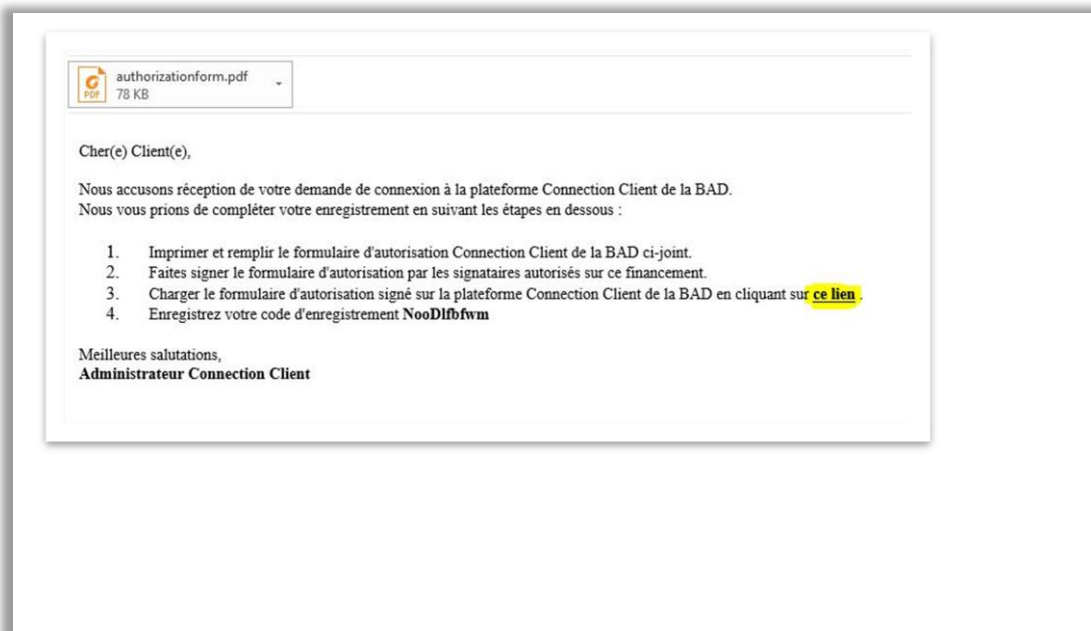 authorizationform.pdf
PDF
78 KB
Cher(e) Client(e),
Nous accusons réception de votre demande de connexion à la plateforme Connection Client de la BAD.
Nous vous prions de compléter votre enregistrement en suivant les étapes en dessous :
1. Imprimer et remplir le formulaire d'autorisation Connection Client de la BAD ci-joint.
2. Faites signer le formulaire d'autorisation par les signataires autorisés sur ce financement.
3. Charger le formulaire d'autorisation signé sur la plateforme Connection Client de la BAD en cliquant sur ce lien .
4. Enregistrez votre code d'enregistrement NooDlfbfwm
Meilleures salutations,
Administrateur Connection Client